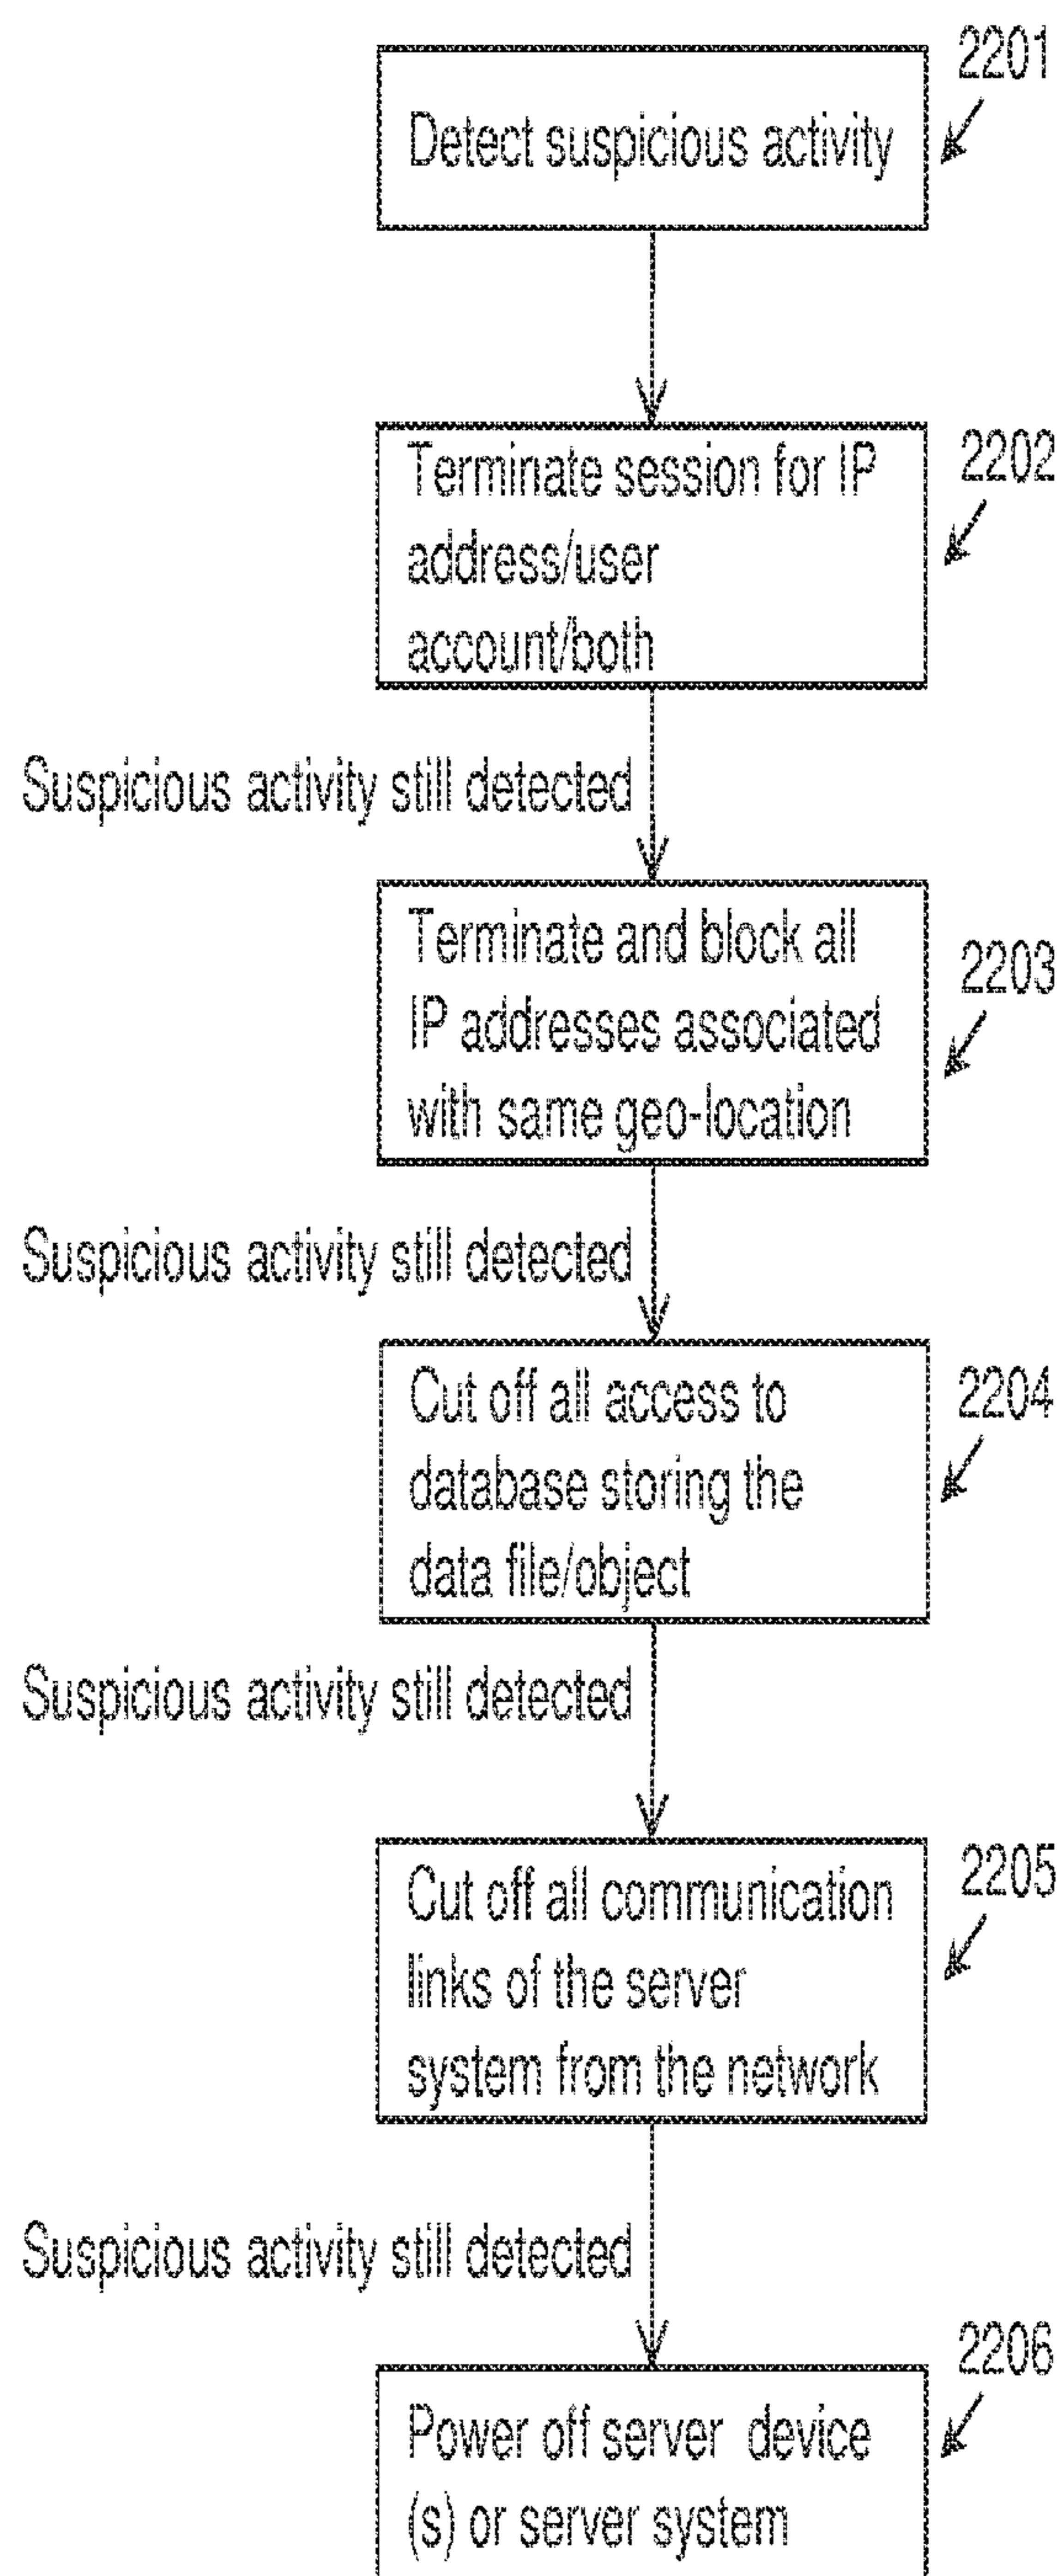 2201
Detect suspicious activity
2202
Terminate session for IP
address/user
account/both
Suspicious activity still detected
2203
Terminate and block all
IP addresses associated
with same geo-location
Suspicious activity still detected
2204
Cut off all access to
database storing the
data file/object
Suspicious activity still detected
2205
Cut off all communication
links of the server
system from the network
Suspicious activity still detected
2206
Power off server device
(s) or server system